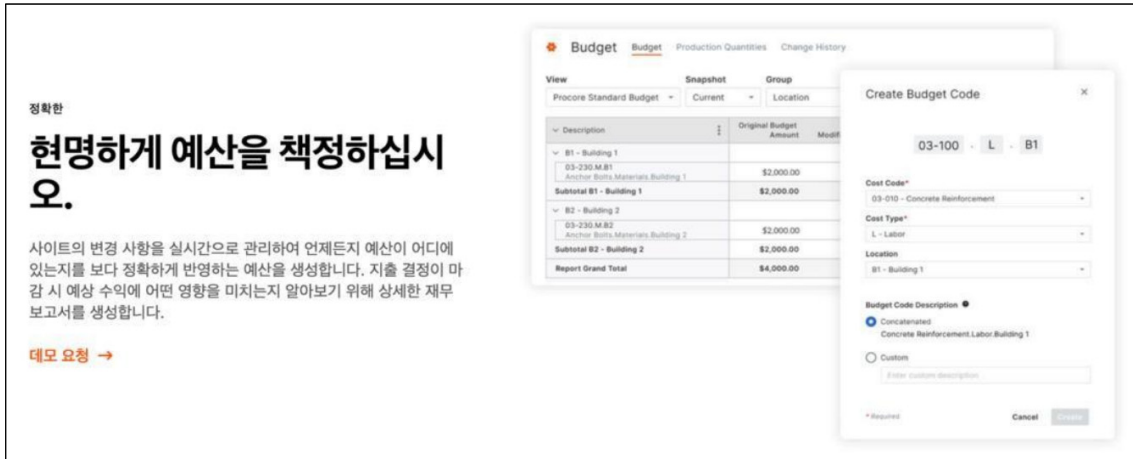 정확한
현명하게 예산을 책정하십시
오.
사이트의 변경 사항을 실시간으로 관리하여 언제든지 예산이 어디에
있는지를 보다 정확하게 반영하는 예산을 생성합니다. 지출 결정이 마
감 시 예상 수익에 어떤 영향을 미치는지 알아보기 위해 상세한 재무
보고서를 생성합니다.
데모 요청 →
Budget Budget Production Quantities Change History
View Snapshot Group
Procore Standard Budget Current Location
Description Original Budget
Amount
B1 - Building 1
03-230.M.B1 $2,000.00
Anchor Bolts.Materials.Building 1
Subtotal B1 - Building 1 $2,000.00
B2 - Building 2
03-230.M.B2 $2,000.00
Anchor Bolts.Materials.Building 2
Subtotal B2 - Building 2 $2,000.00
Report Grand Total $4,000.00
Create Budget Code
03-100 . L . B1
Cost Code*
03-010 - Concrete Reinforcement
Cost Type*
L - Labor
Location
B1 - Building 1
Budget Code Description
Concatenated
Concrete Reinforcement.Labor.Building 1
Custom
Enter custom description
* Required Cancel Create